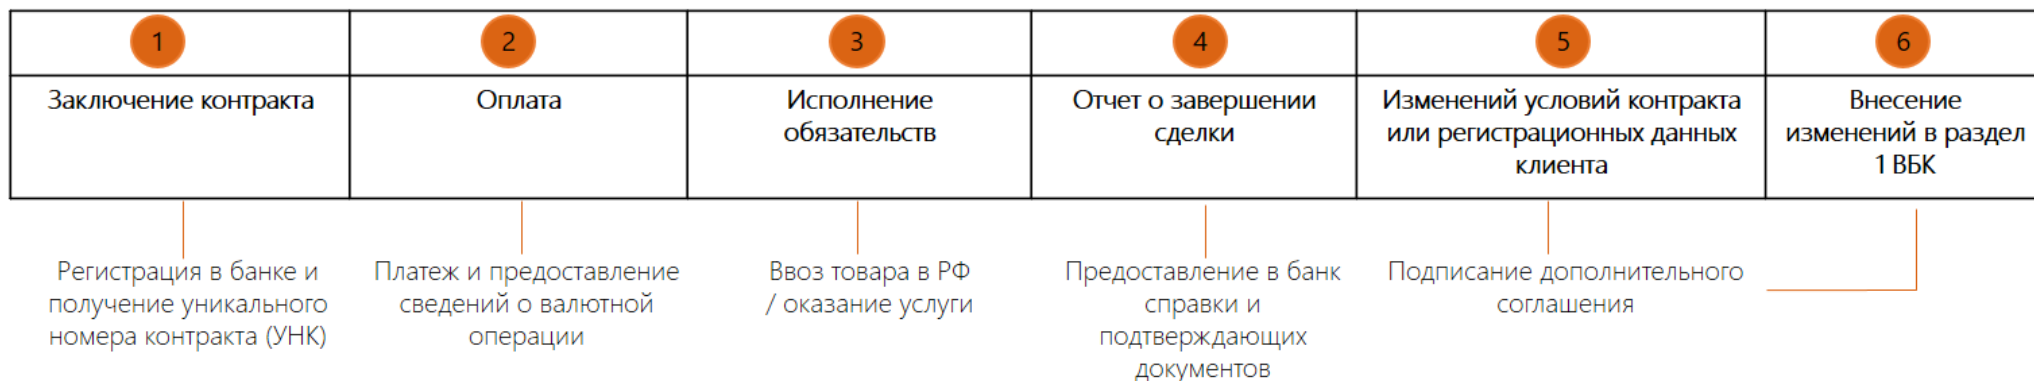 1
2
3
4
5
6
Заключение контракта
Оплата
Исполнение
обязательств
Отчет о завершении
сделки
Изменений условий контракта
или регистрационных данных
клиента
Внесение
изменений в раздел
1 ВБК
Регистрация в банке и
получение уникального
номера контракта (УНК)
Платеж и предоставление
сведений о валютной
операции
Ввоз товара в РФ
/ оказание услуги
Предоставление в банк
справки и
подтверждающих
документов
Подписание дополнительного
соглашения